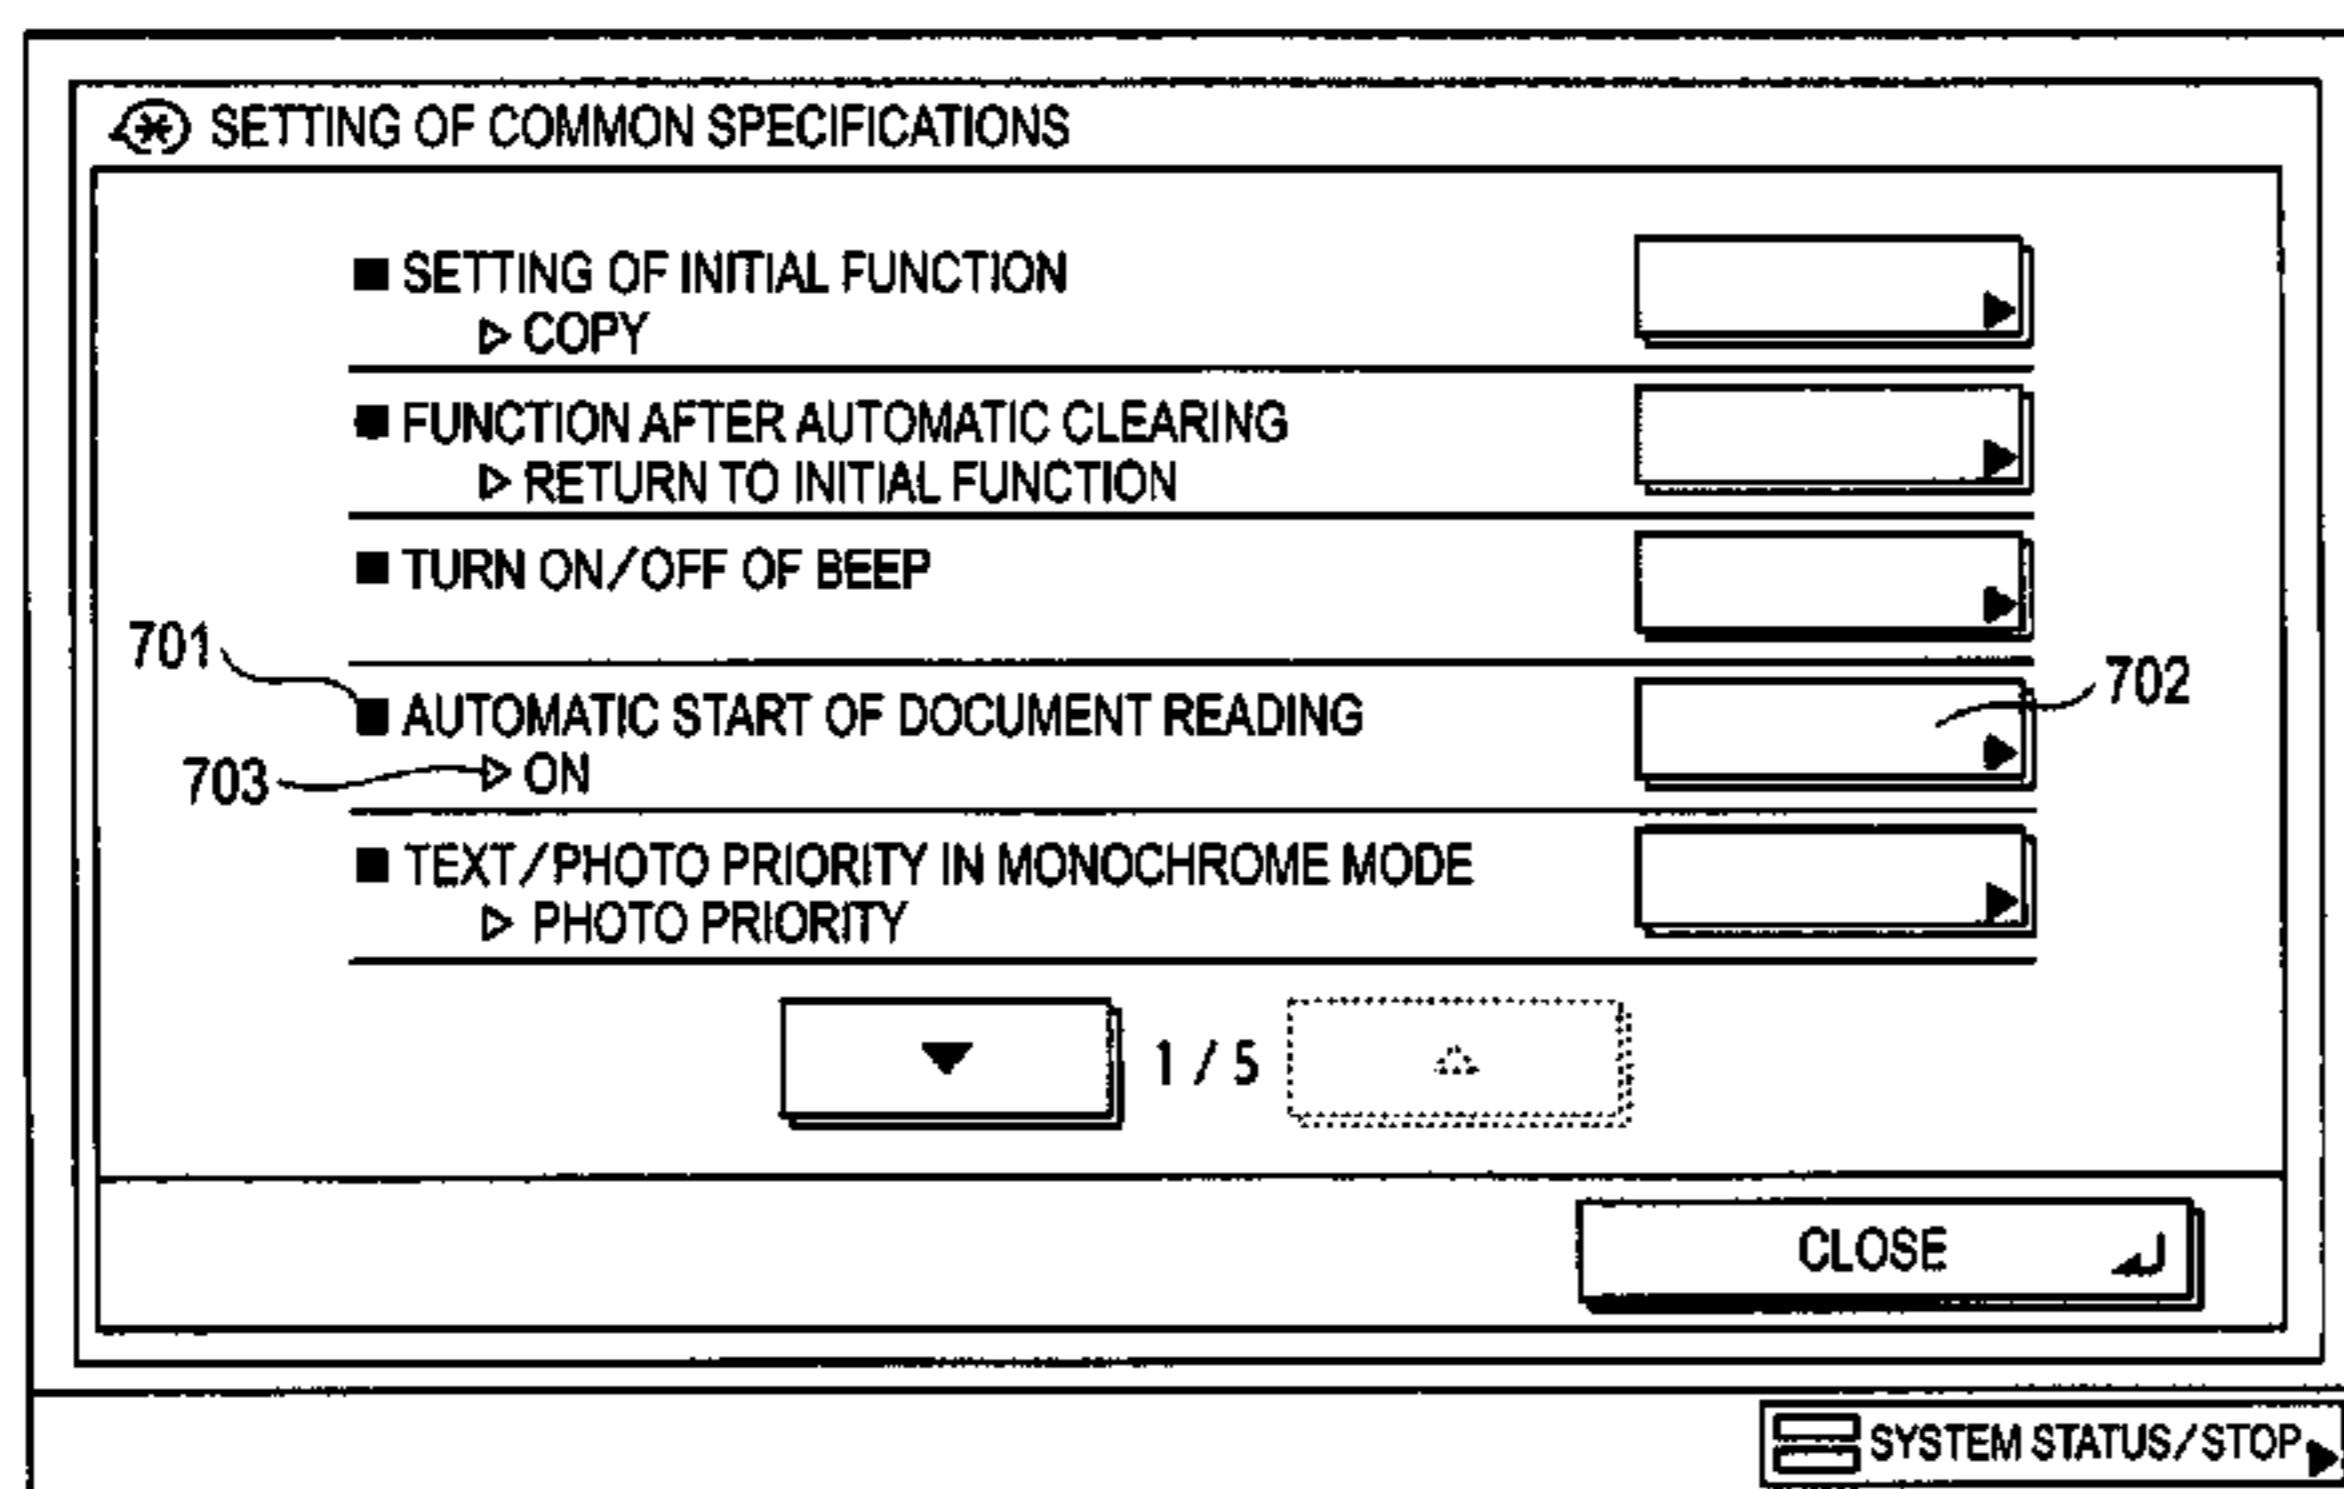 SETTING OF COMMON SPECIFICATIONS
■ SETTING OF INITIAL FUNCTION
▷ COPY
■ FUNCTION AFTER AUTOMATIC CLEARING
▷ RETURN TO INITIAL FUNCTION
■ TURN ON/OFF OF BEEP
701
■ AUTOMATIC START OF DOCUMENT READING
702
703
▷ ON
■ TEXT/PHOTO PRIORITY IN MONOCHROME MODE
▷ PHOTO PRIORITY
1 / 5
CLOSE
SYSTEM STATUS/STOP